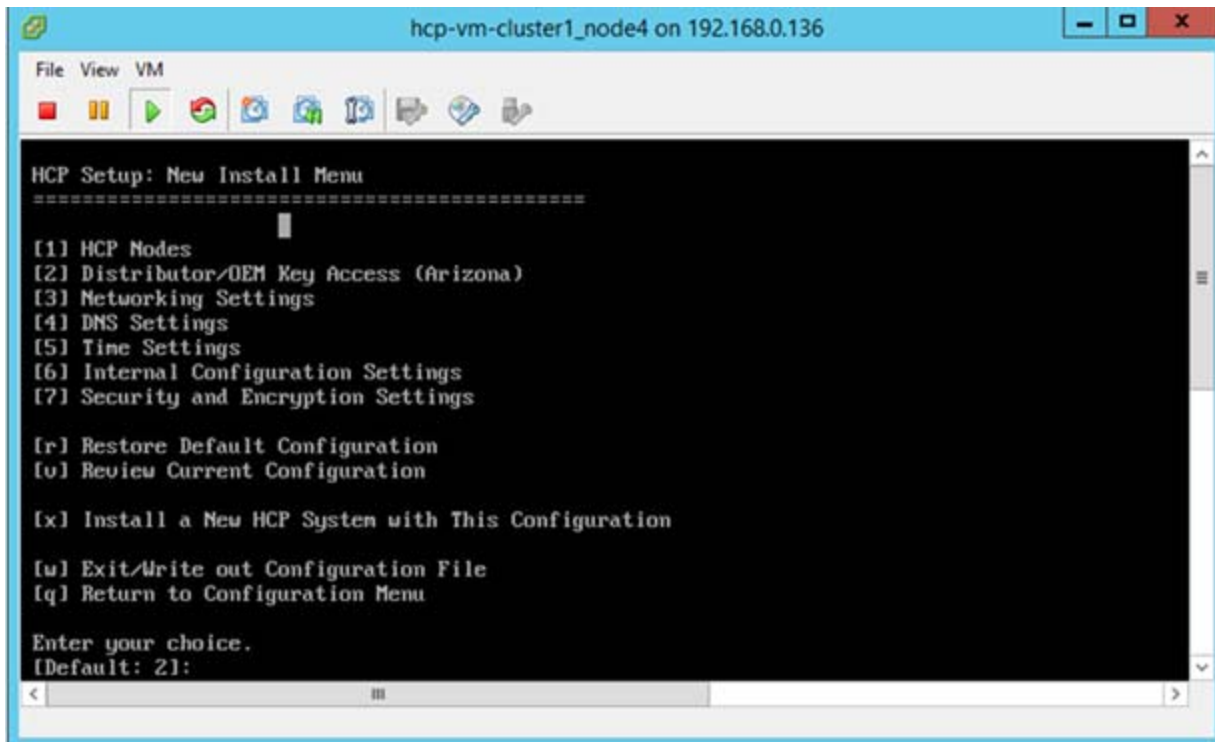 hcp-vm-cluster1_node4 on 192.168.0.136
File View VM
HCP Setup: New Install Menu
=============================================
[1] HCP Nodes
[2] Distributor/OEM Key Access (Arizona)
[3] Networking Settings
[4] DNS Settings
[5] Time Settings
[6] Internal Configuration Settings
[7] Security and Encryption Settings
[r] Restore Default Configuration
[v] Review Current Configuration
[x] Install a New HCP System with This Configuration
[w] Exit/Write out Configuration File
[q] Return to Configuration Menu
Enter your choice.
[Default: 2]: